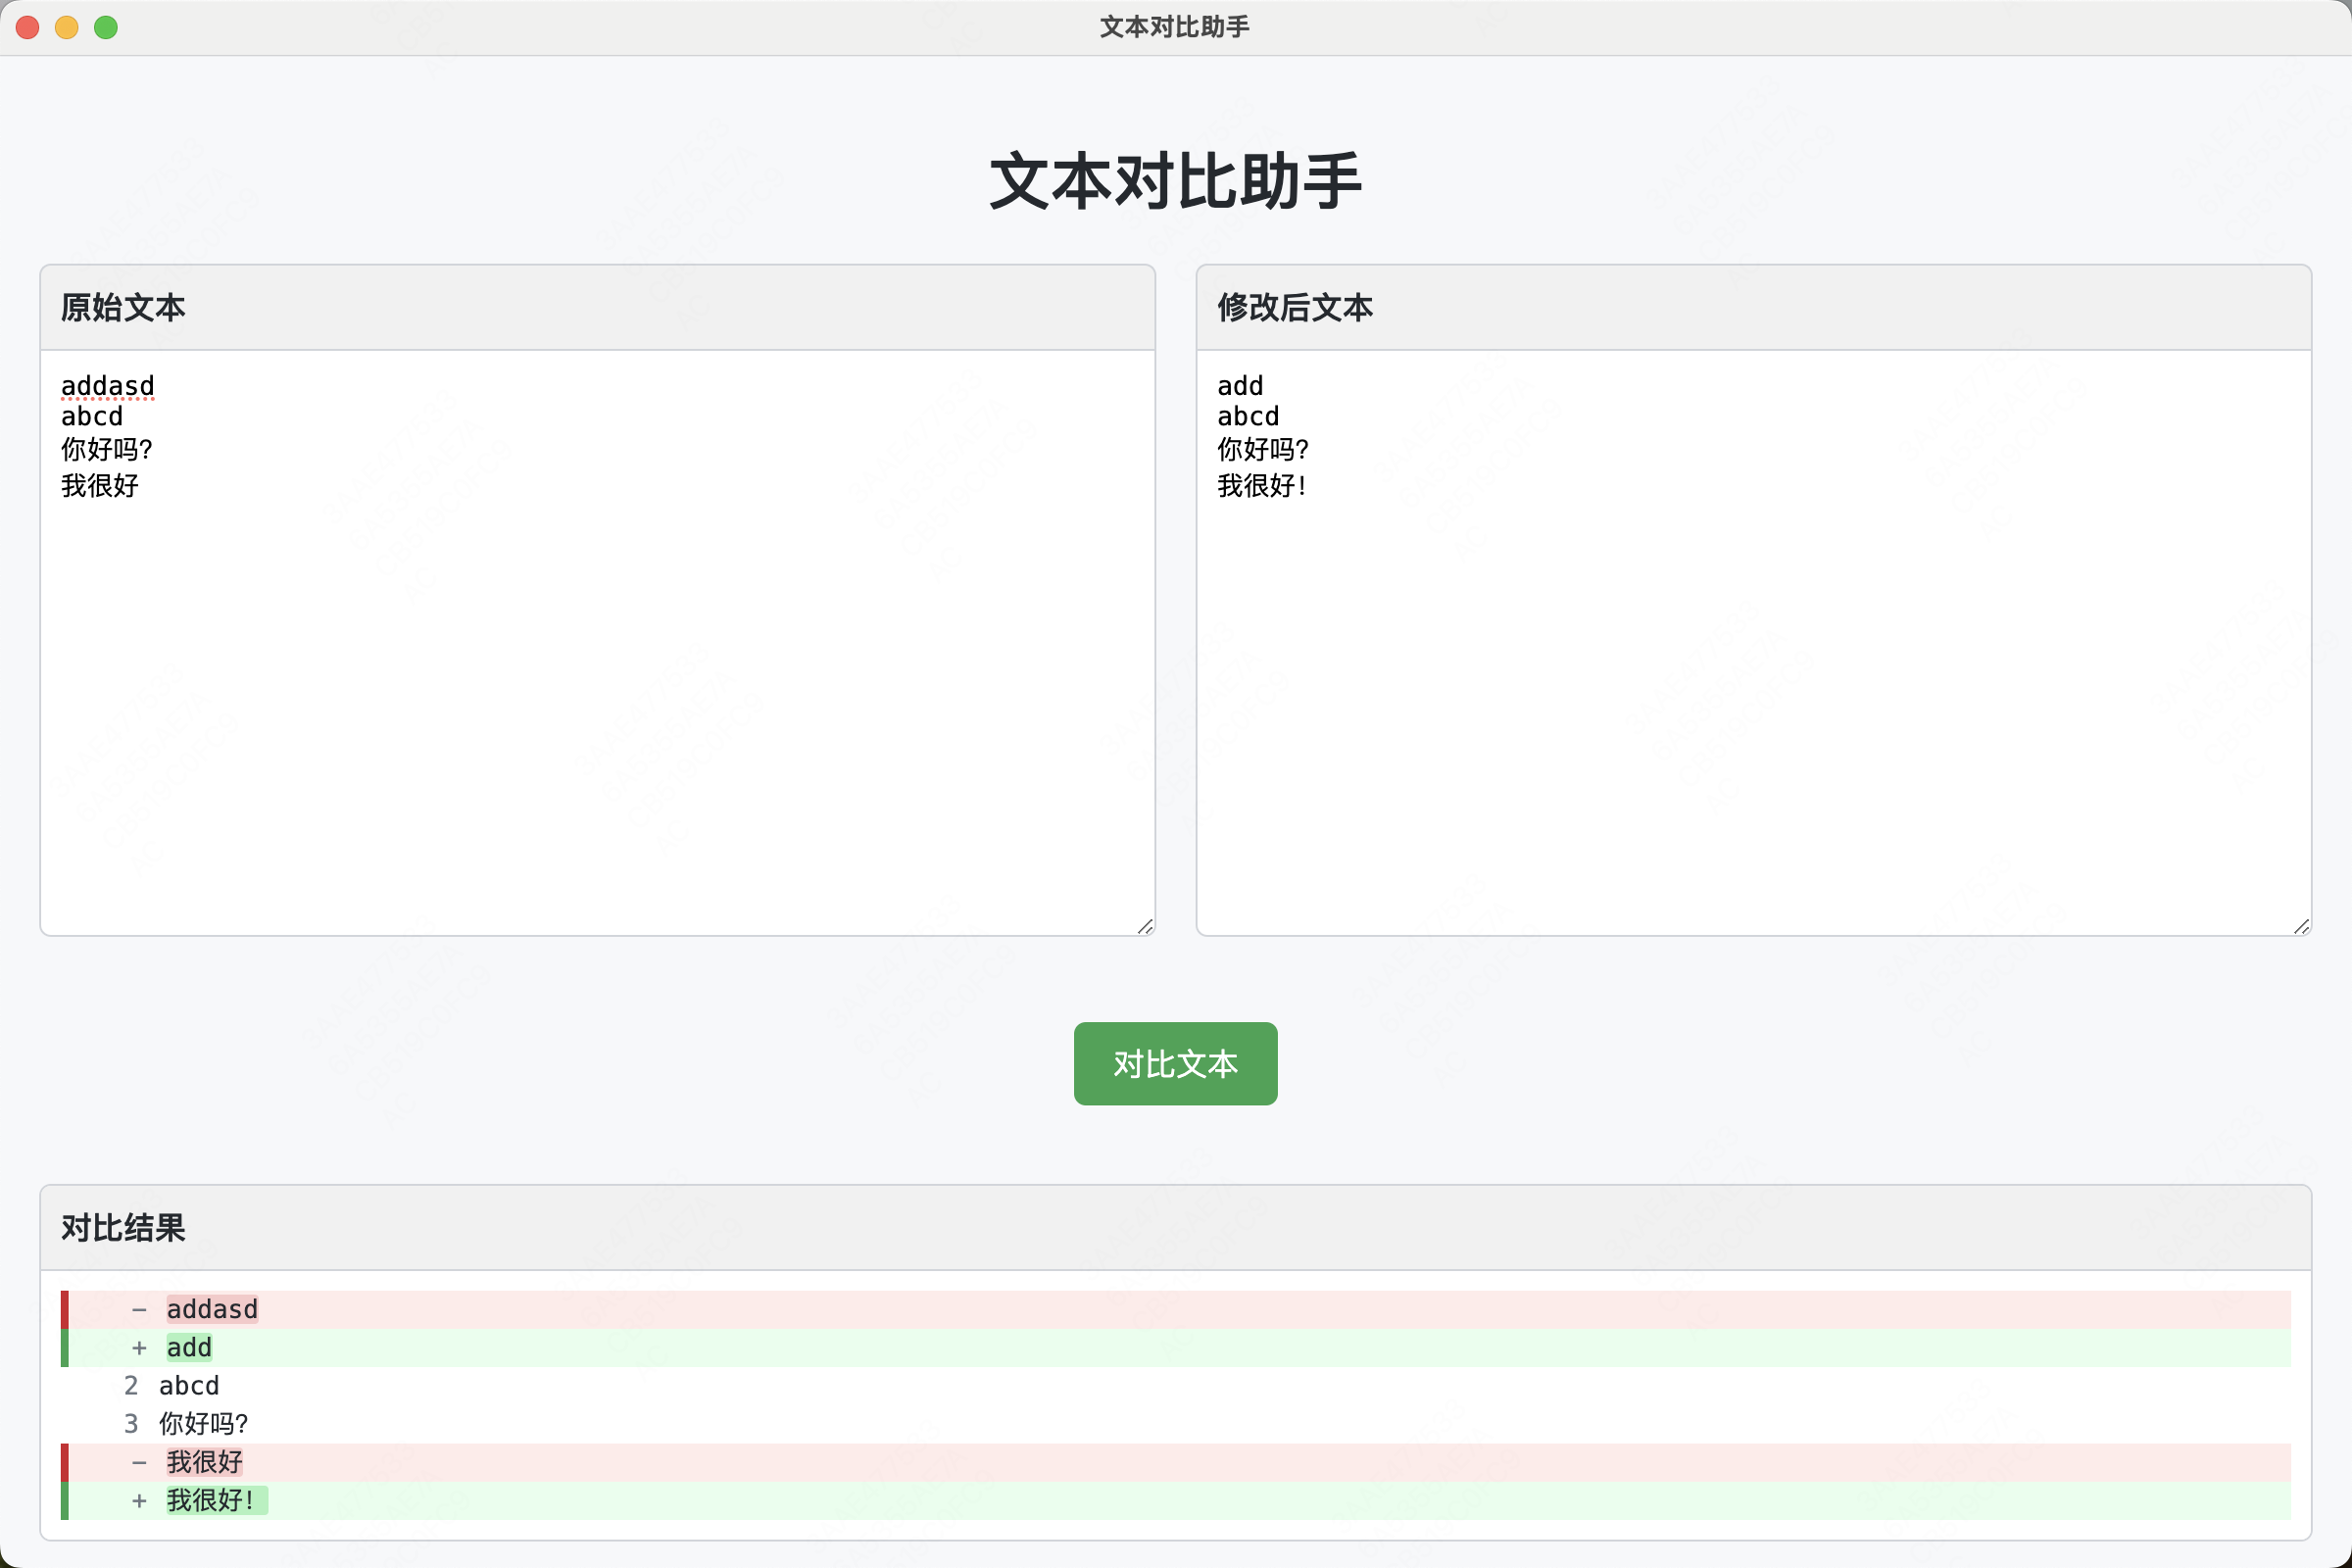 文本对比助手
文本对比助手
原始文本
addasd
abcd
你好吗?
我很好
修改后文本
add
abcd
你好吗?
我很好!
对比文本
对比结果
− addasd
+ add
2 abcd
3 你好吗?
− 我很好
+ 我很好!